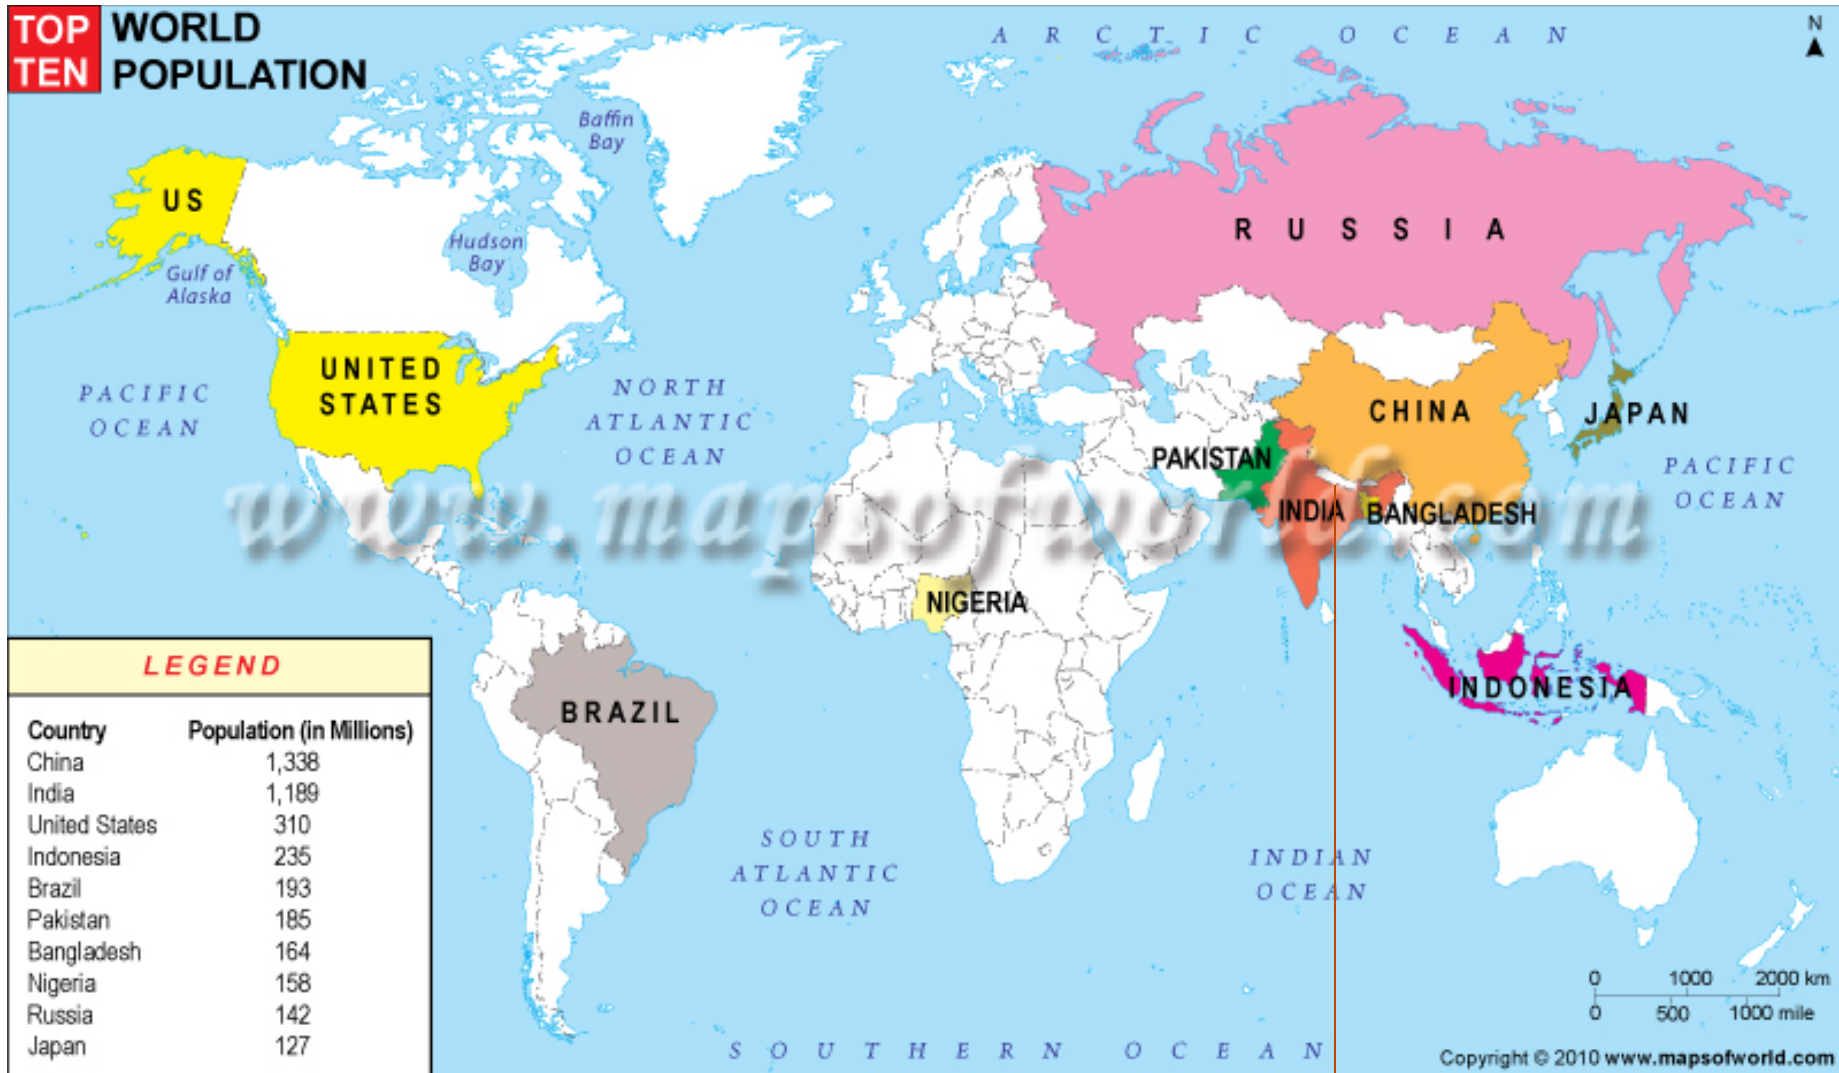 TOP
TEN
WORLD
POPULATION
A R C T I C O C E A N
N
Baffin
Bay
US
Hudson
Bay
Gulf of
Alaska
R U S S I A
UNITED
STATES
PACIFIC
OCEAN
NORTH
ATLANTIC
OCEAN
CHINA
JAPAN
PAKISTAN
PACIFIC
OCEAN
INDIA
BANGLADESH
www.mapsofworld.com
NIGERIA
BRAZIL
INDONESIA
SOUTH
ATLANTIC
OCEAN
INDIAN
OCEAN
S O U T H E R N O C E A N
LEGEND
Country Population (in Millions)
China 1,338
India 1,189
United States 310
Indonesia 235
Brazil 193
Pakistan 185
Bangladesh 164
Nigeria 158
Russia 142
Japan 127
0 1000 2000 km
0 500 1000 mile
Copyright © 2010 www.mapsofworld.com